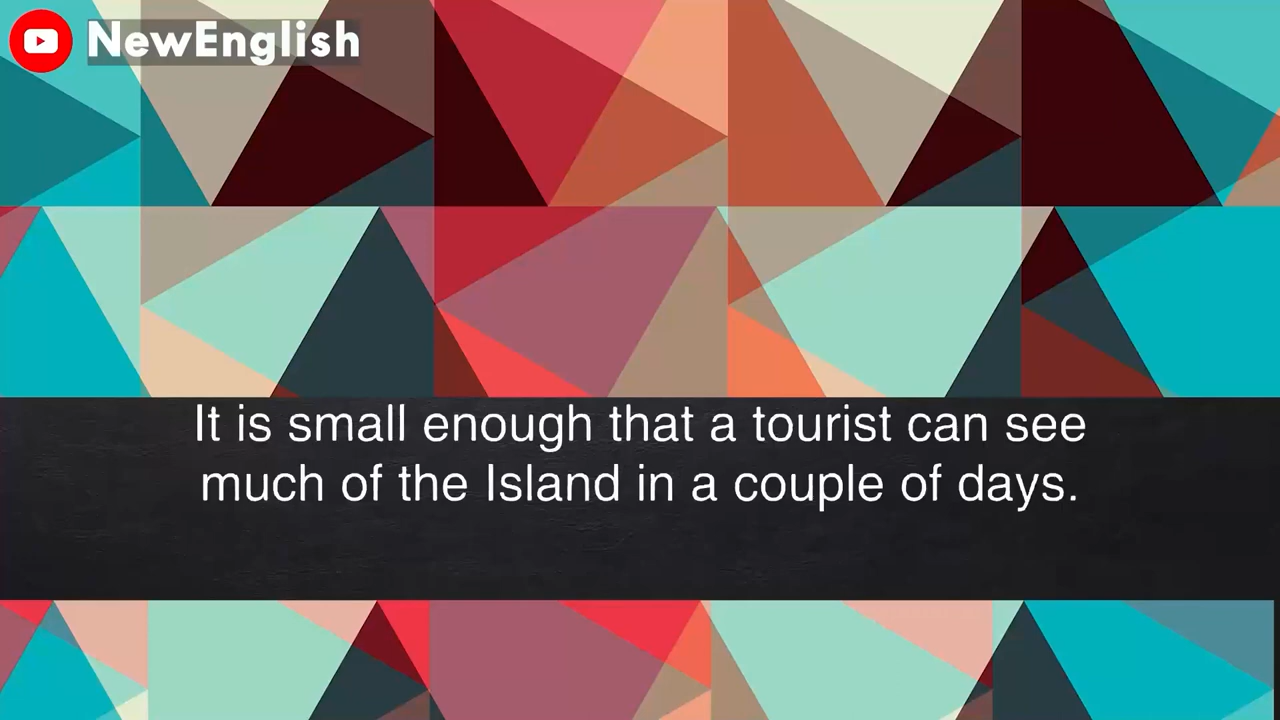 NewEnglish
It is small enough that a tourist can see
much of the Island in a couple of days.